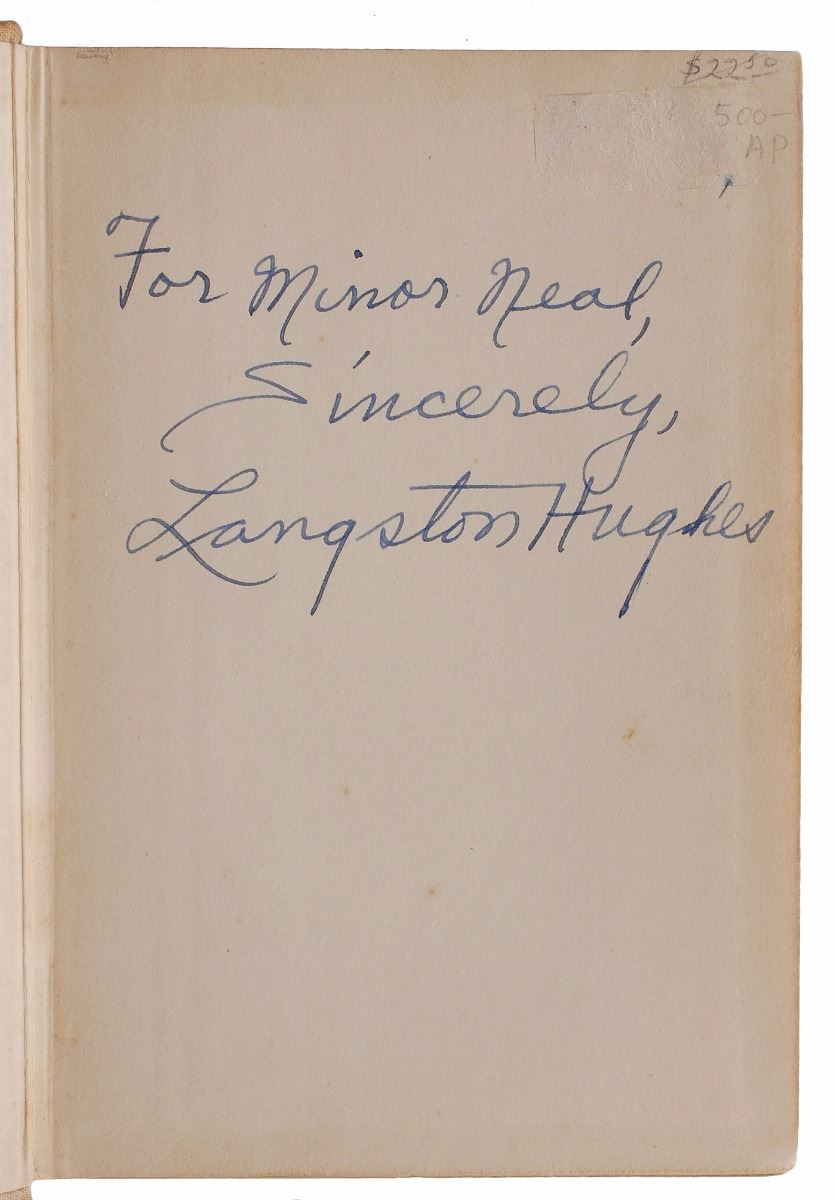 $22.50
500-
AP
For Minor Neal,
Sincerely,
Langston Hughes